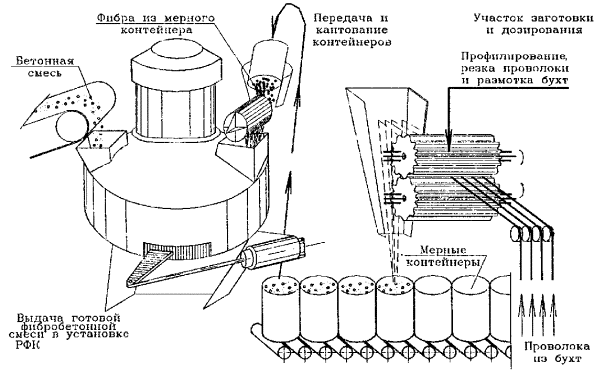 Фибра из мерного
контейнера
Передача и
кантование
контейнеров
Участок заготовки
и дозирования
Бетонная
смесь
Профилирование,
резка проволоки
и размотка бухт
Мерные
контейнеры
Выдача готовой
фибробетонной
смеси в установке
РФК
Проволока
из бухт